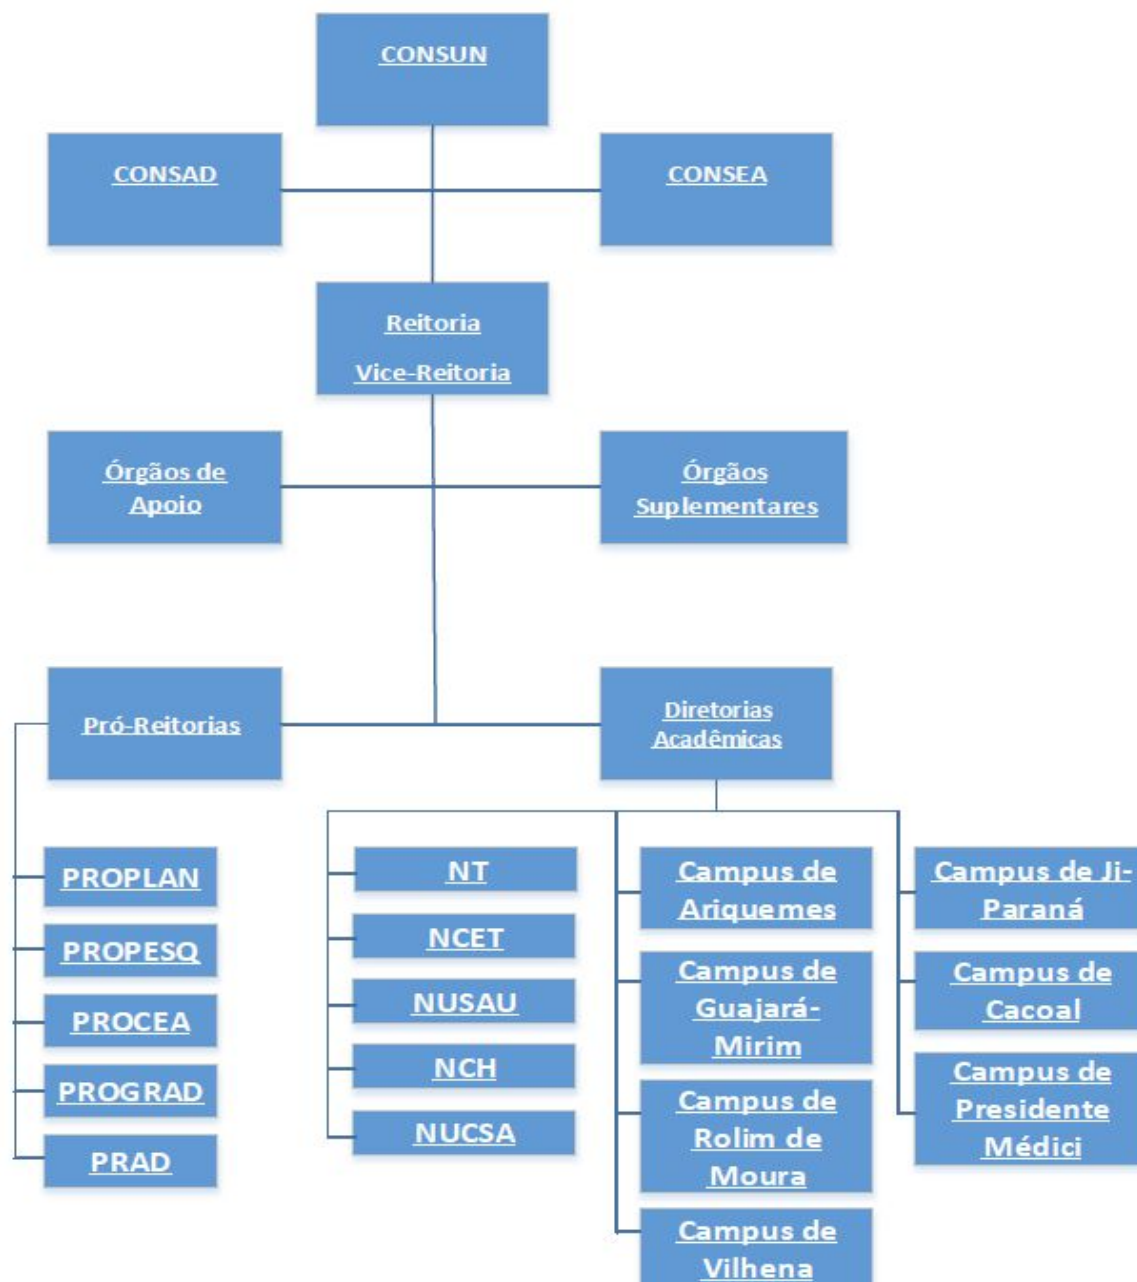 CONSUN
CONSAD
CONSEA
Reitoria
Vice-Reitoria
Órgãos de
Apoio
Órgãos
Suplementares
Pró-Reitorias
Diretorias
Acadêmicas
PROPLAN
PROPESQ
PROCEA
PROGRAD
PRAD
NT
NCET
NUSAU
NCH
NUCSA
Campus de
Ariquemes
Campus de
Guajará-
Mirim
Campus de
Rolim de
Moura
Campus de
Vilhena
Campus de Ji-
Paraná
Campus de
Cacoal
Campus de
Presidente
Médici